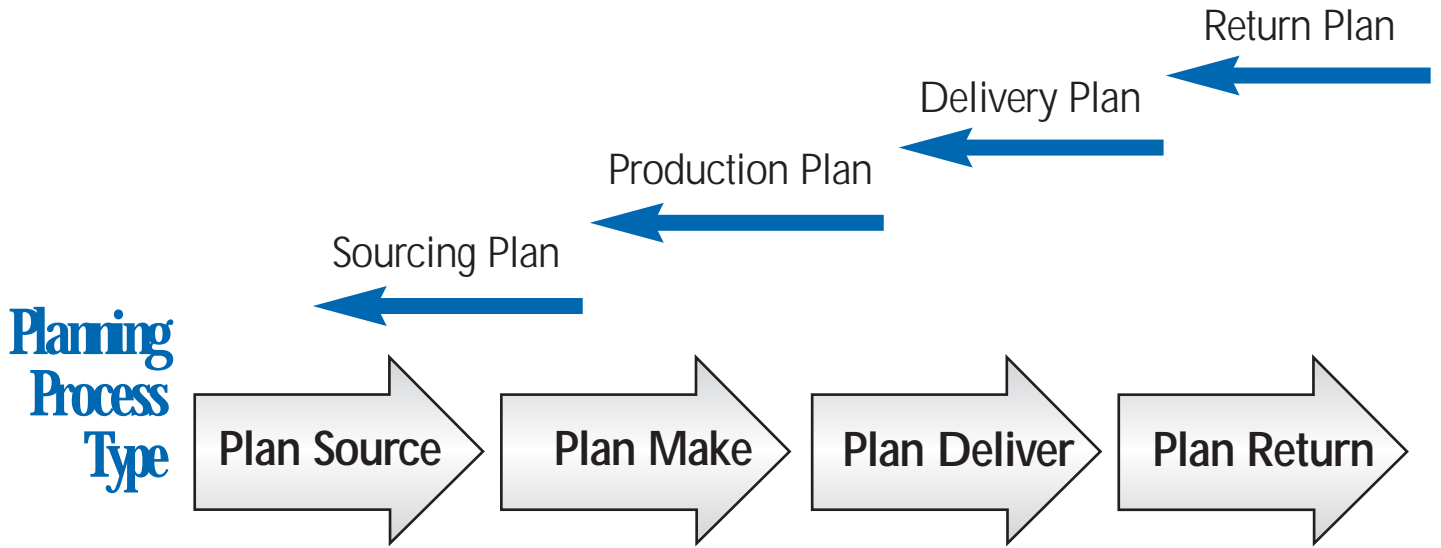 Return Plan
Delivery Plan
Production Plan
Sourcing Plan
Planning
Process
Type
Plan Source
Plan Make
Plan Deliver
Plan Return